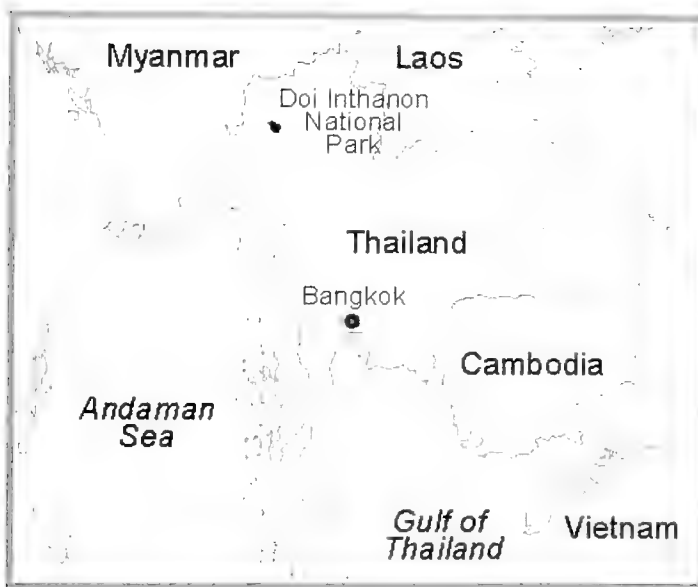 Myanmar
Laos
Doi Inthanon
National
Park
Thailand
Bangkok
Cambodia
Andaman
Sea
Gulf of
Thailand
Vietnam